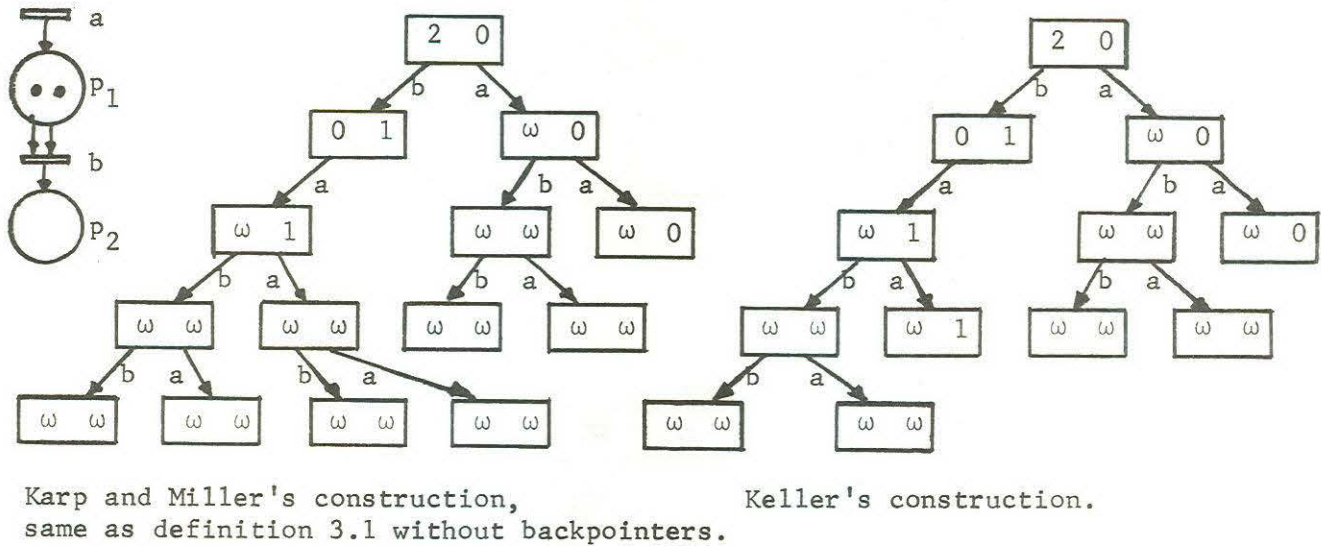 a
p1
b
p2
2 0
b a
0 1 ω 0
a b a
ω 1 ω ω ω 0
b a b a
ω ω ω ω ω ω ω ω
b a b a
ω ω ω ω ω ω ω ω
Karp and Miller's construction,
same as definition 3.1 without backpointers.
2 0
b a
0 1 ω 0
a b a
ω 1 ω ω ω 0
b a b a
ω ω ω 1 ω ω ω ω
b a
ω ω ω ω
Keller's construction.